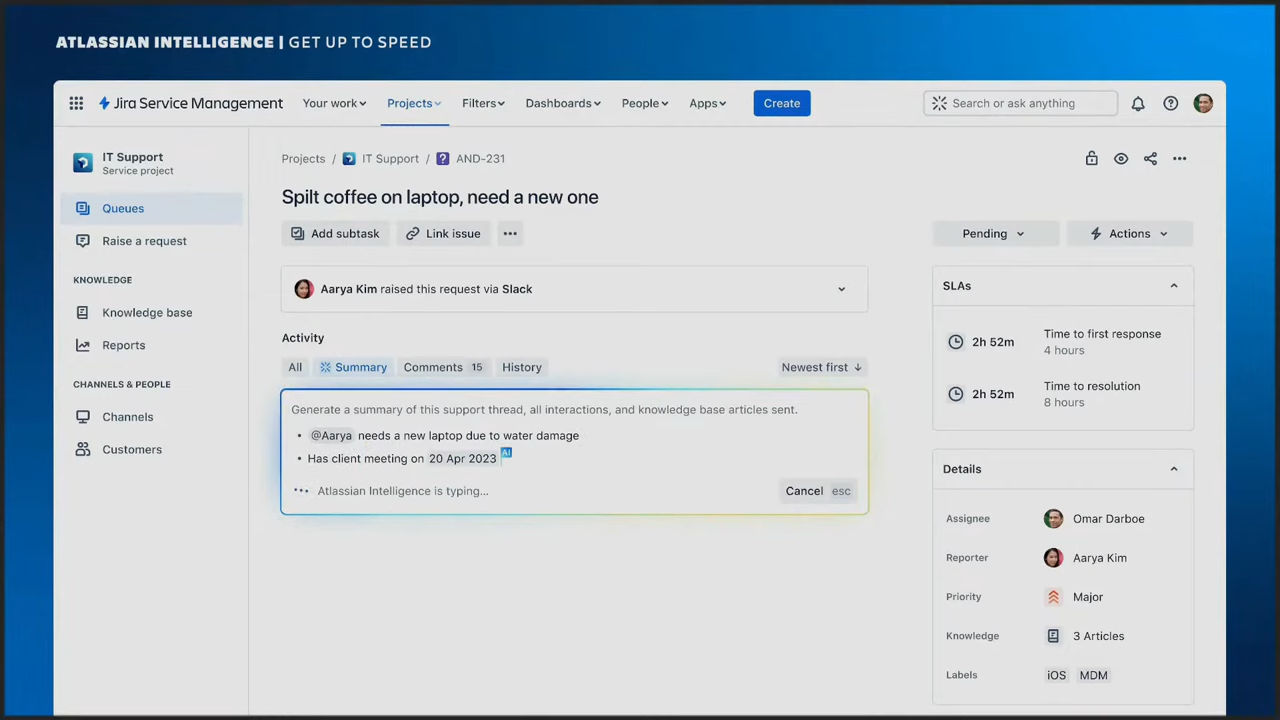 ATLASSIAN INTELLIGENCE | GET UP TO SPEED
Jira Service Management Your work Projects Filters Dashboards People Apps Create Search or ask anything
IT Support
Service project
Queues
Raise a request
KNOWLEDGE
Knowledge base
Reports
CHANNELS & PEOPLE
Channels
Customers
Projects / IT Support / ? AND-231
Spilt coffee on laptop, need a new one
Add subtask Link issue
Pending Actions
Aarya Kim raised this request via Slack
Activity
All Summary Comments 15 History Newest first
Generate a summary of this support thread, all interactions, and knowledge base articles sent.
• @Aarya needs a new laptop due to water damage
• Has client meeting on 20 Apr 2023 AI
Atlassian Intelligence is typing... Cancel esc
SLAs
2h 52m Time to first response
4 hours
2h 52m Time to resolution
8 hours
Details
Assignee Omar Darboe
Reporter Aarya Kim
Priority Major
Knowledge 3 Articles
Labels iOS MDM